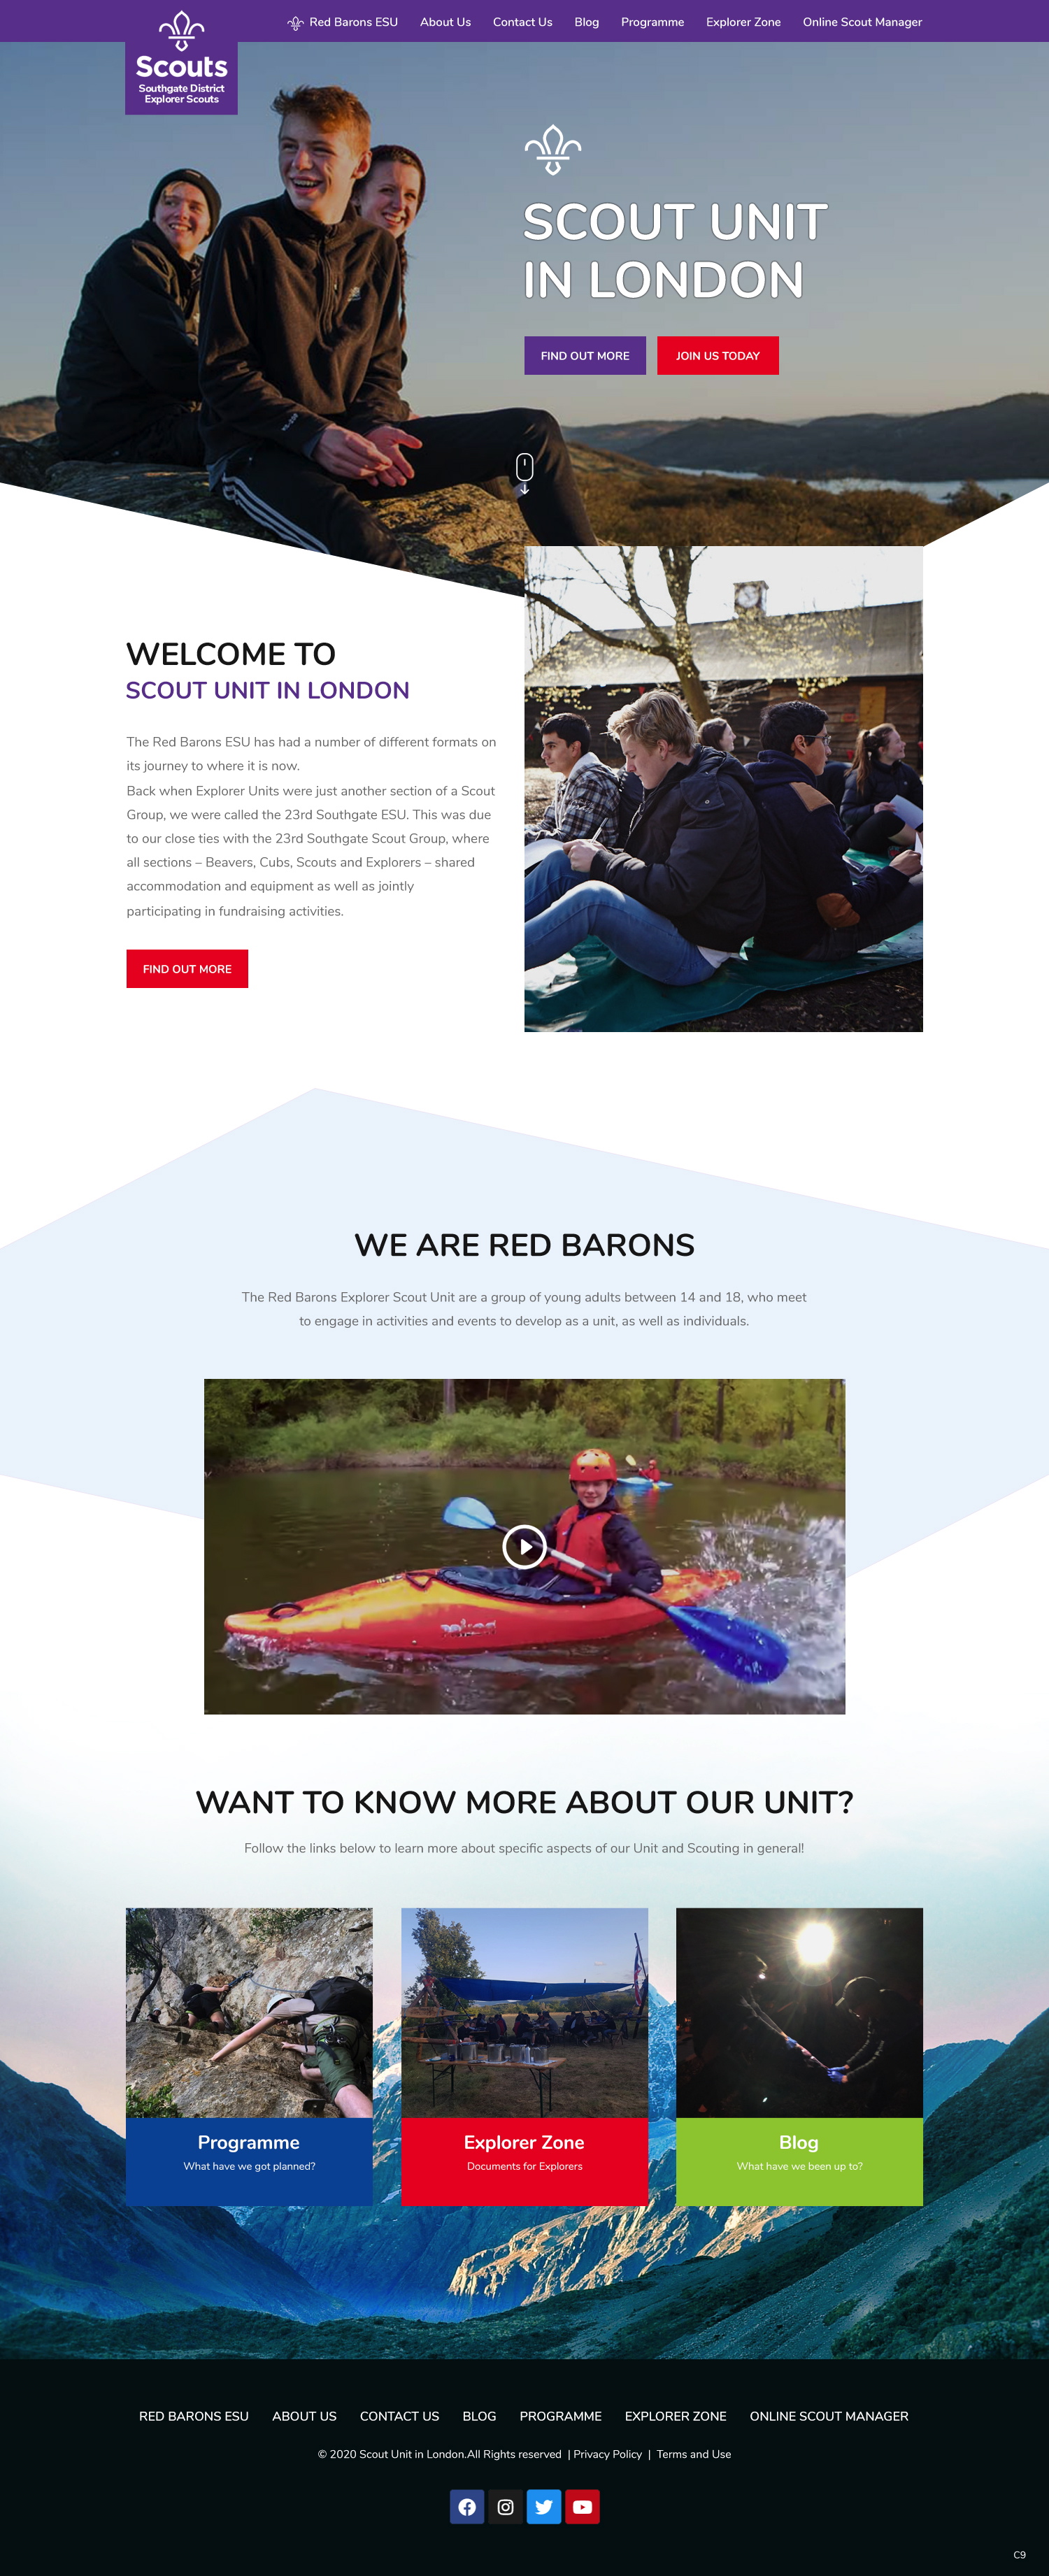 Red Barons ESU About Us Contact Us Blog Programme Explorer Zone Online Scout Manager
Scouts
Southgate District
Explorer Scouts
SCOUT UNIT
IN LONDON
FIND OUT MORE JOIN US TODAY
WELCOME TO
SCOUT UNIT IN LONDON
The Red Barons ESU has had a number of different formats on
its journey to where it is now.
Back when Explorer Units were just another section of a Scout
Group, we were called the 23rd Southgate ESU. This was due
to our close ties with the 23rd Southgate Scout Group, where
all sections – Beavers, Cubs, Scouts and Explorers – shared
accommodation and equipment as well as jointly
participating in fundraising activities.
FIND OUT MORE
WE ARE RED BARONS
The Red Barons Explorer Scout Unit are a group of young adults between 14 and 18, who meet
to engage in activities and events to develop as a unit, as well as individuals.
WANT TO KNOW MORE ABOUT OUR UNIT?
Follow the links below to learn more about specific aspects of our Unit and Scouting in general!
Programme
What have we got planned?
Explorer Zone
Documents for Explorers
Blog
What have we been up to?
RED BARONS ESU ABOUT US CONTACT US BLOG PROGRAMME EXPLORER ZONE ONLINE SCOUT MANAGER
© 2020 Scout Unit in London.All Rights reserved | Privacy Policy | Terms and Use
C9